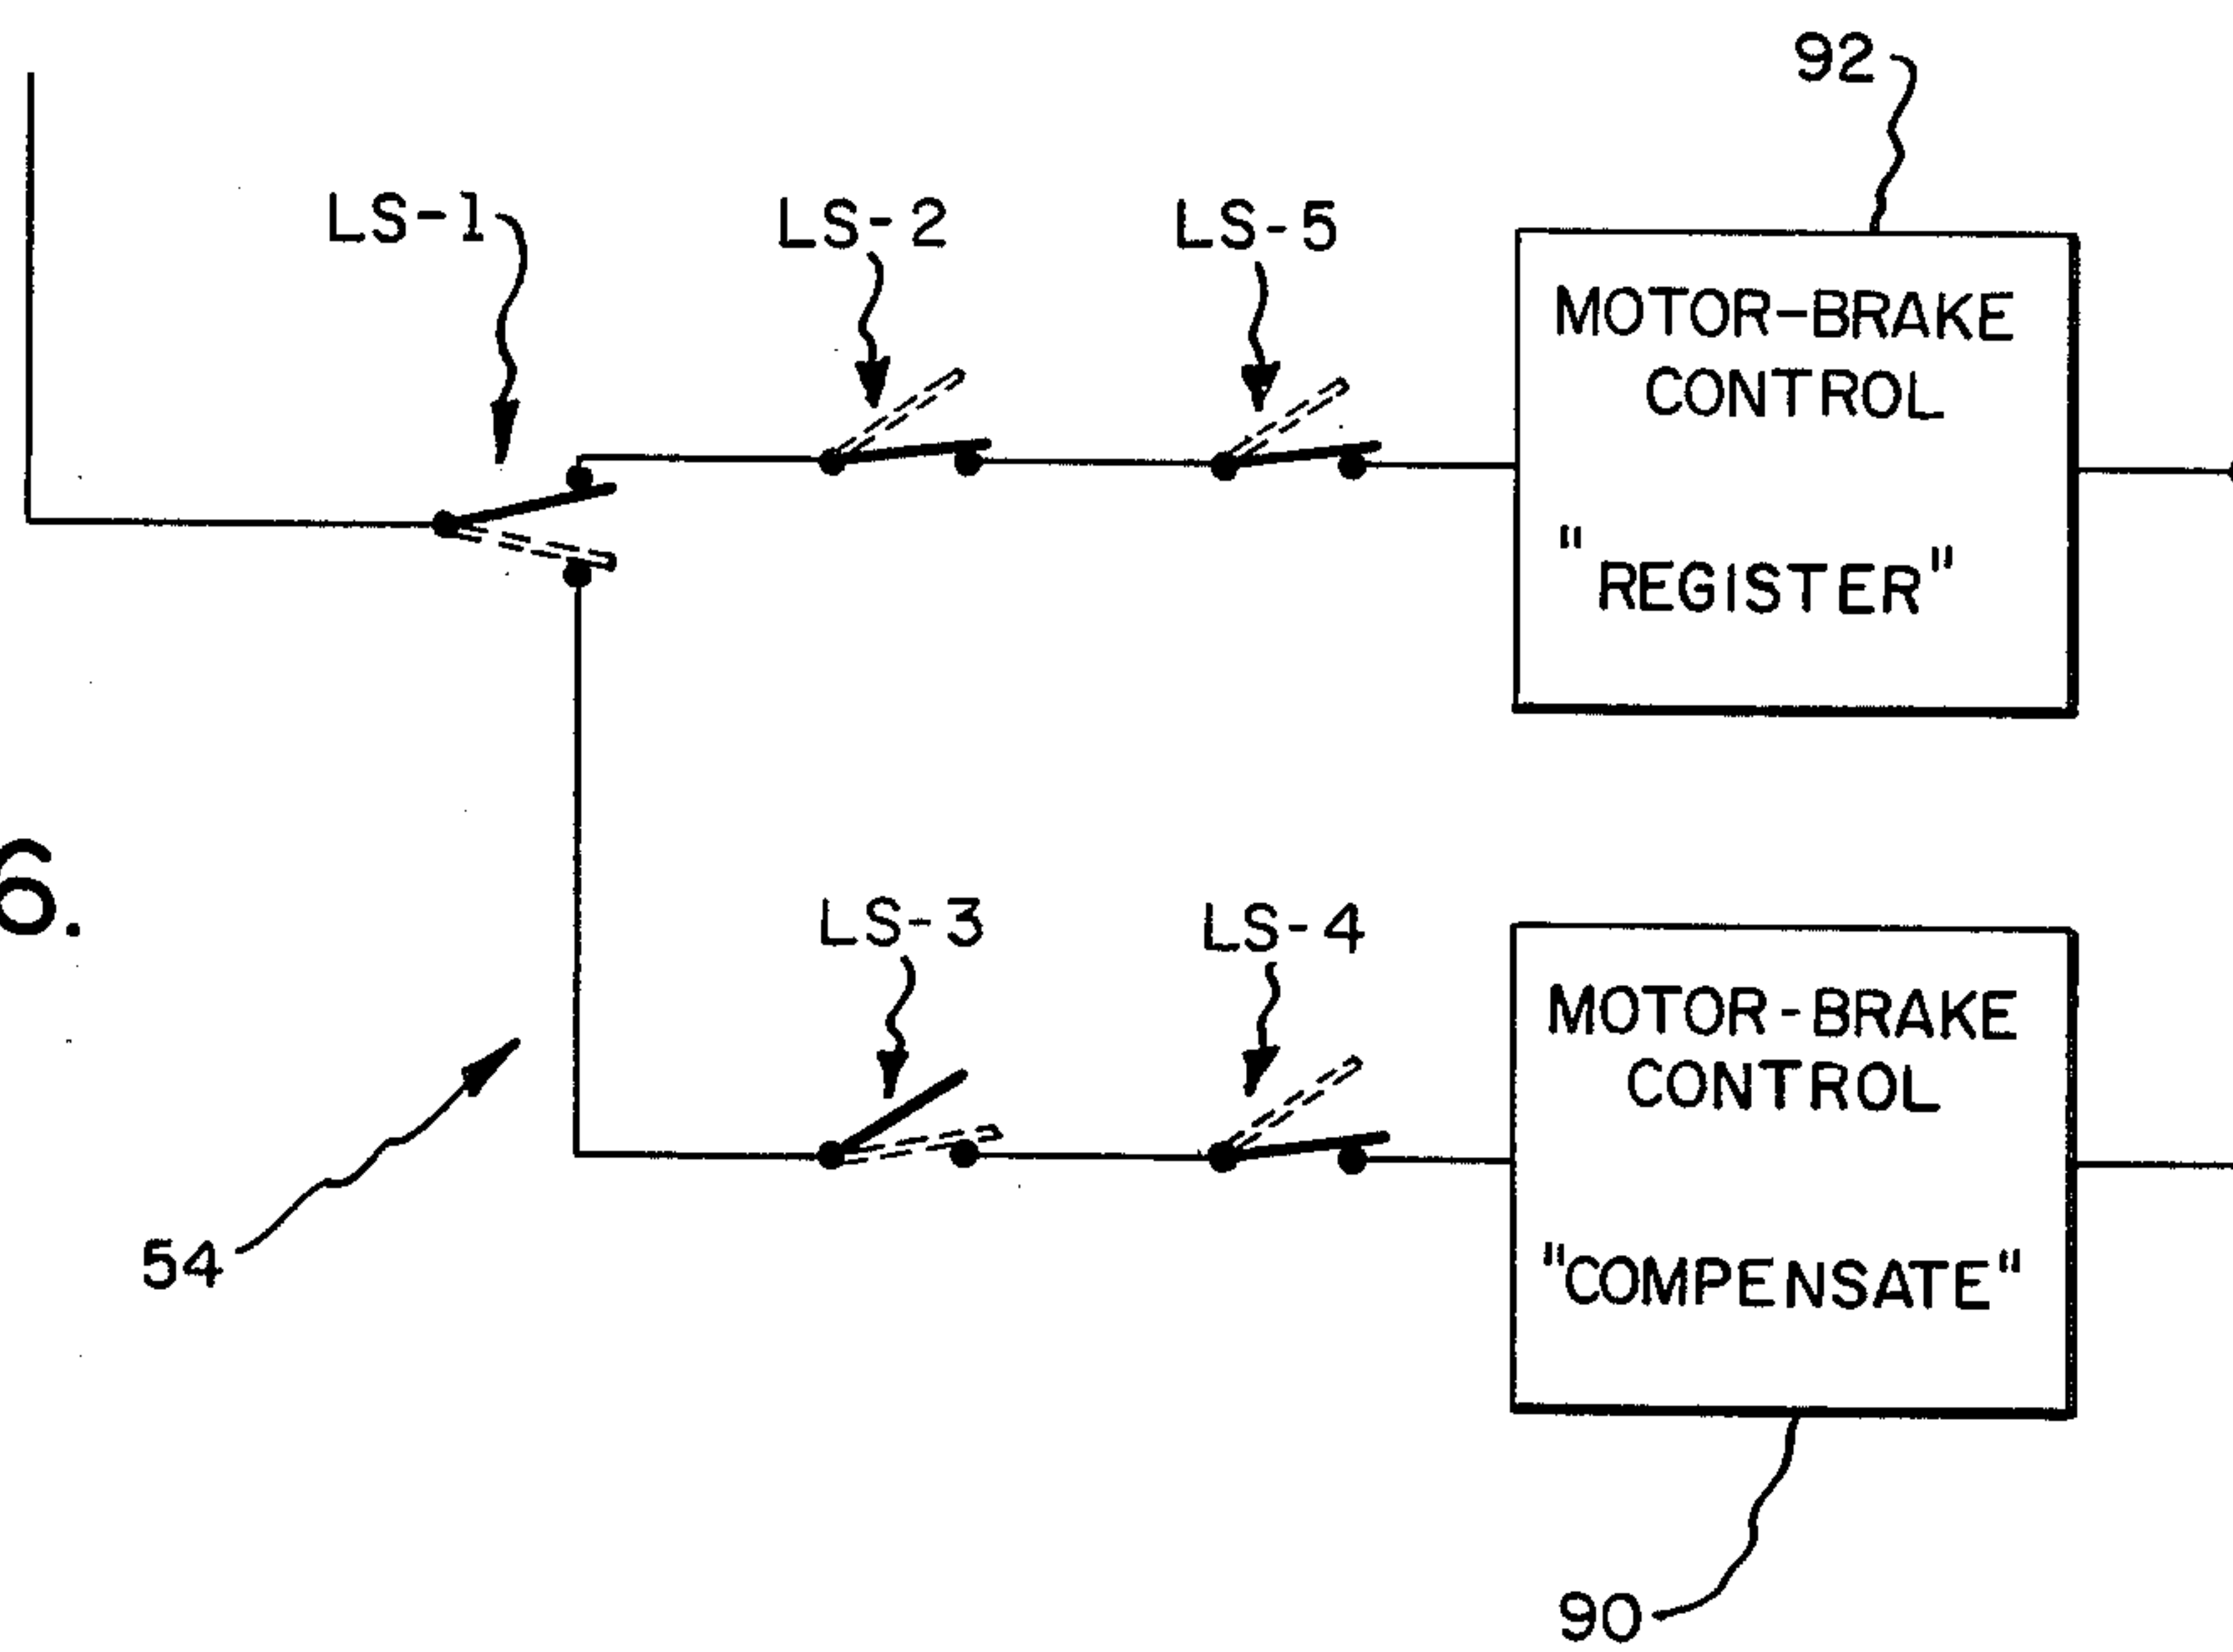 92
LS-1
LS-2
LS-5
MOTOR-BRAKE
CONTROL
"REGISTER"
6.
LS-3
LS-4
MOTOR-BRAKE
CONTROL
"COMPENSATE"
54
90